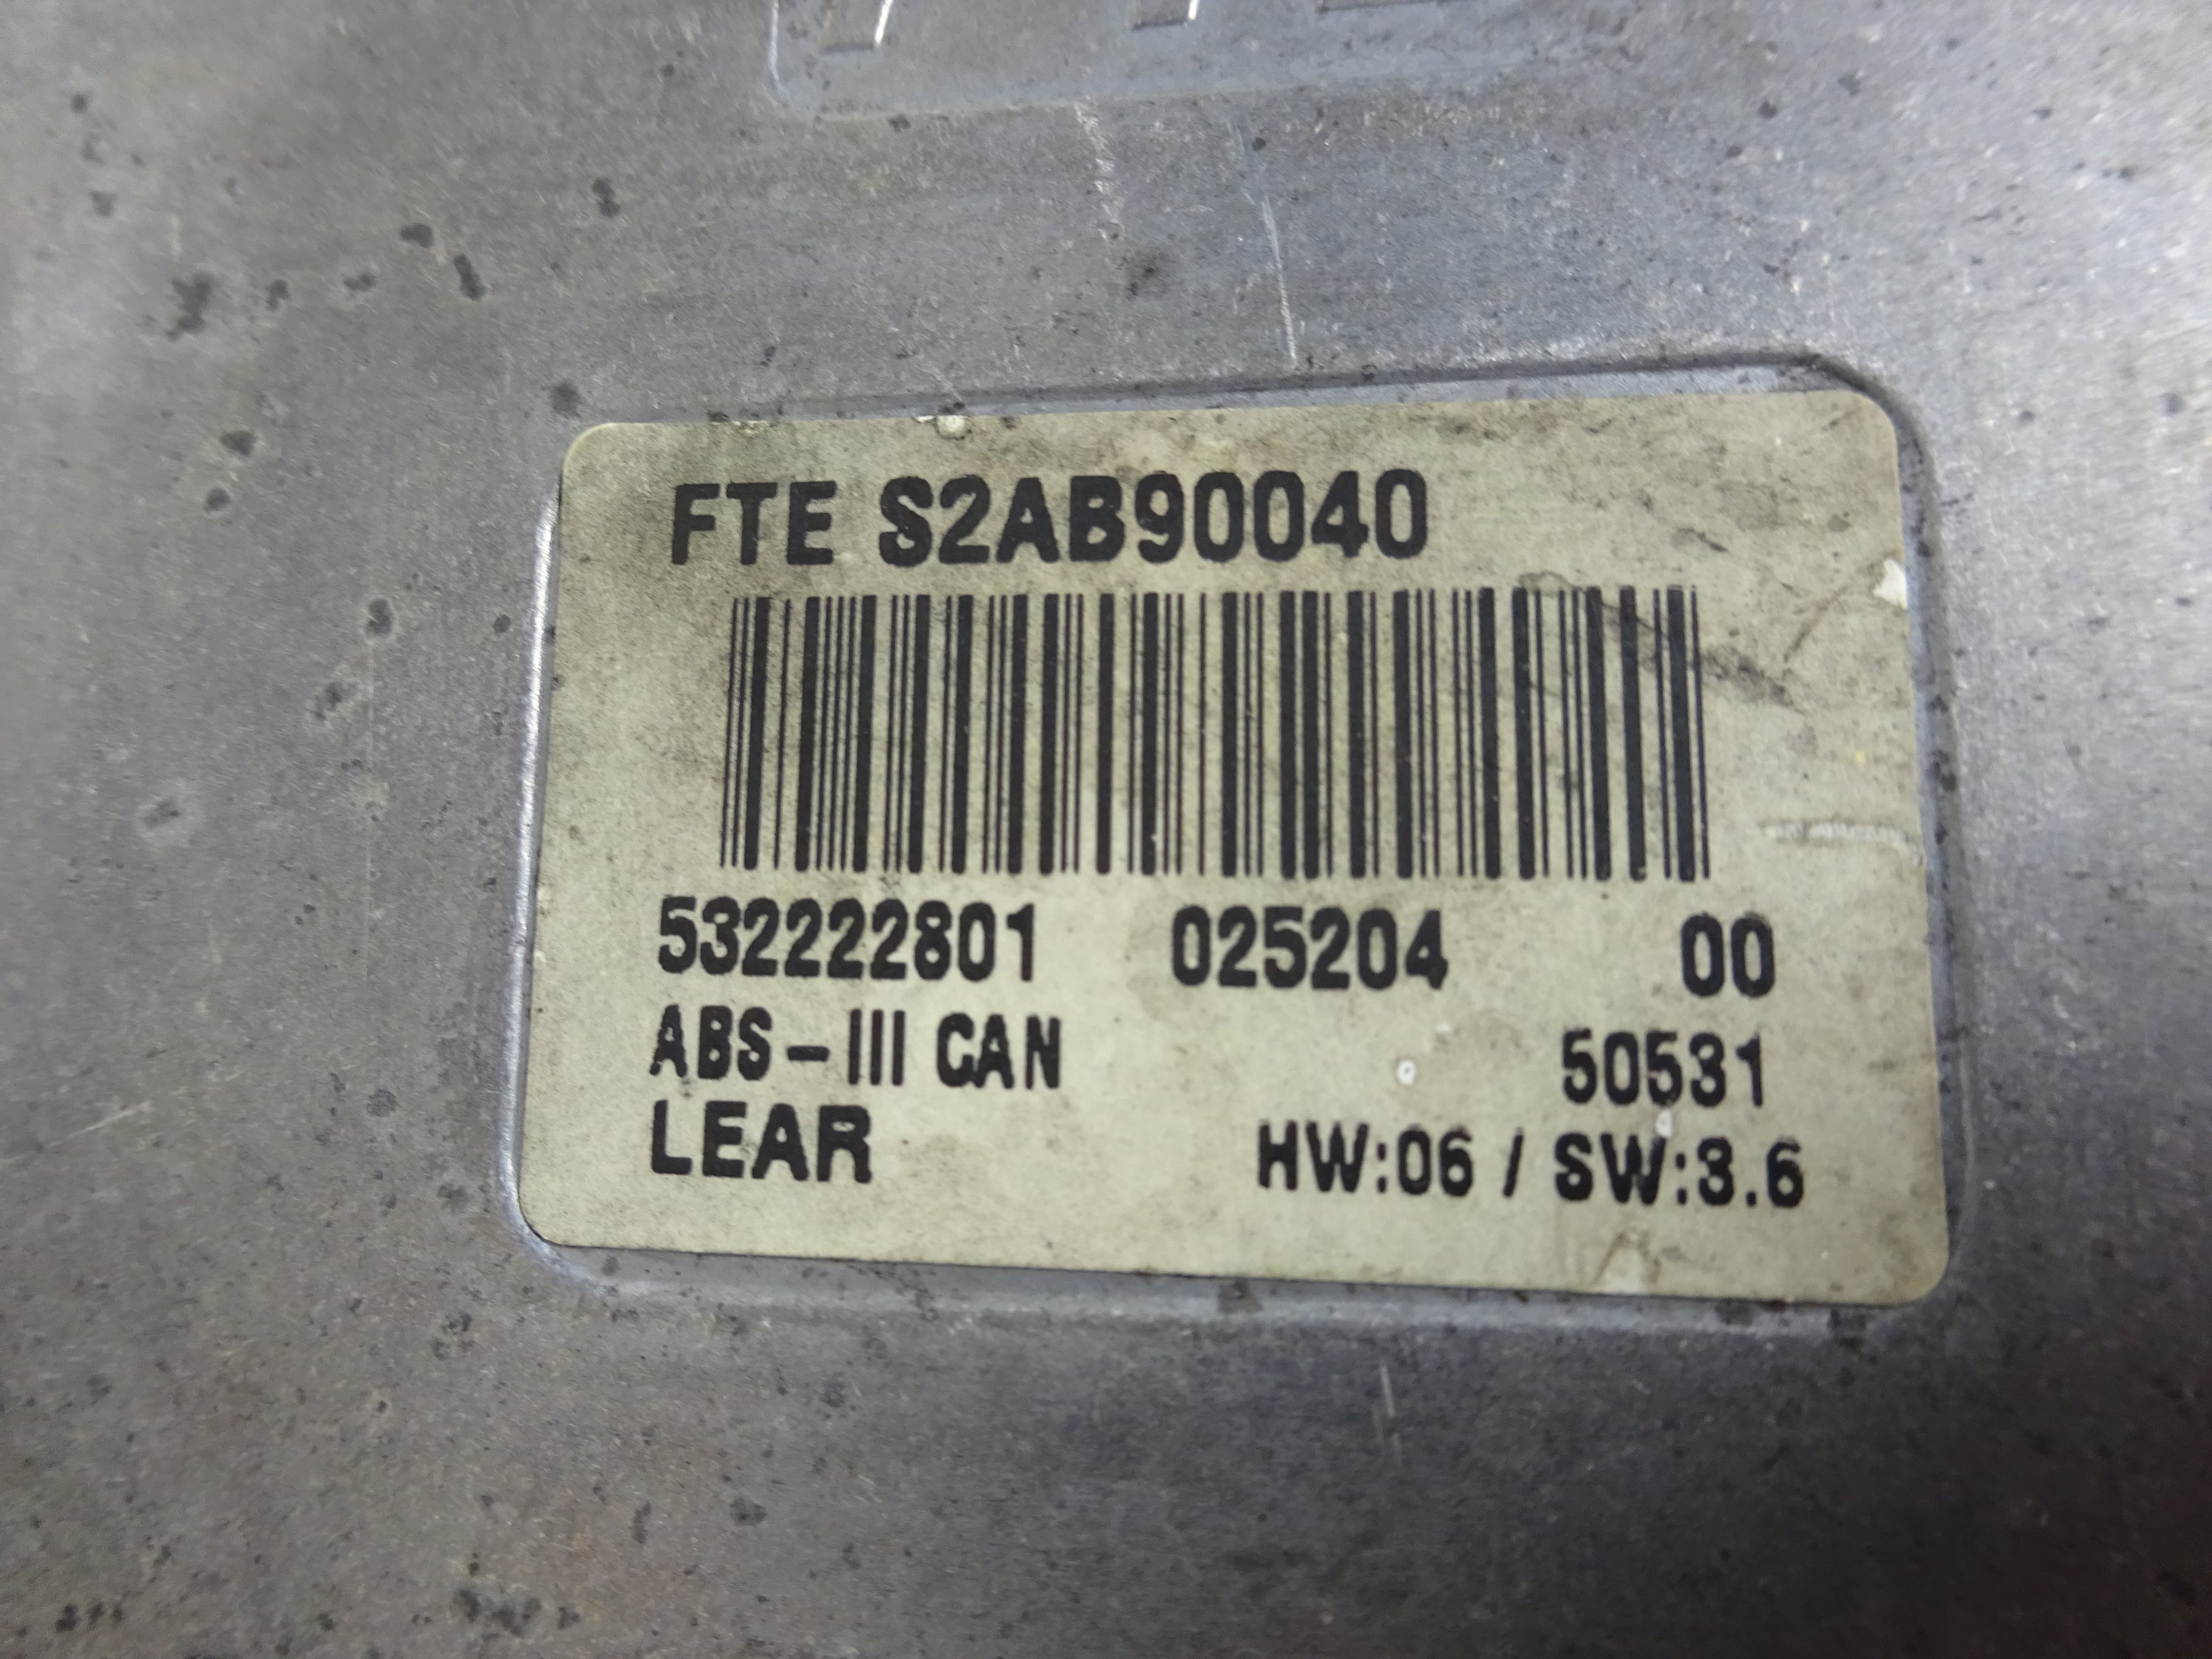 FTE S2AB90040
532222801 025204 00
ABS-III CAN 50531
LEAR HW:06 / SW:3.6